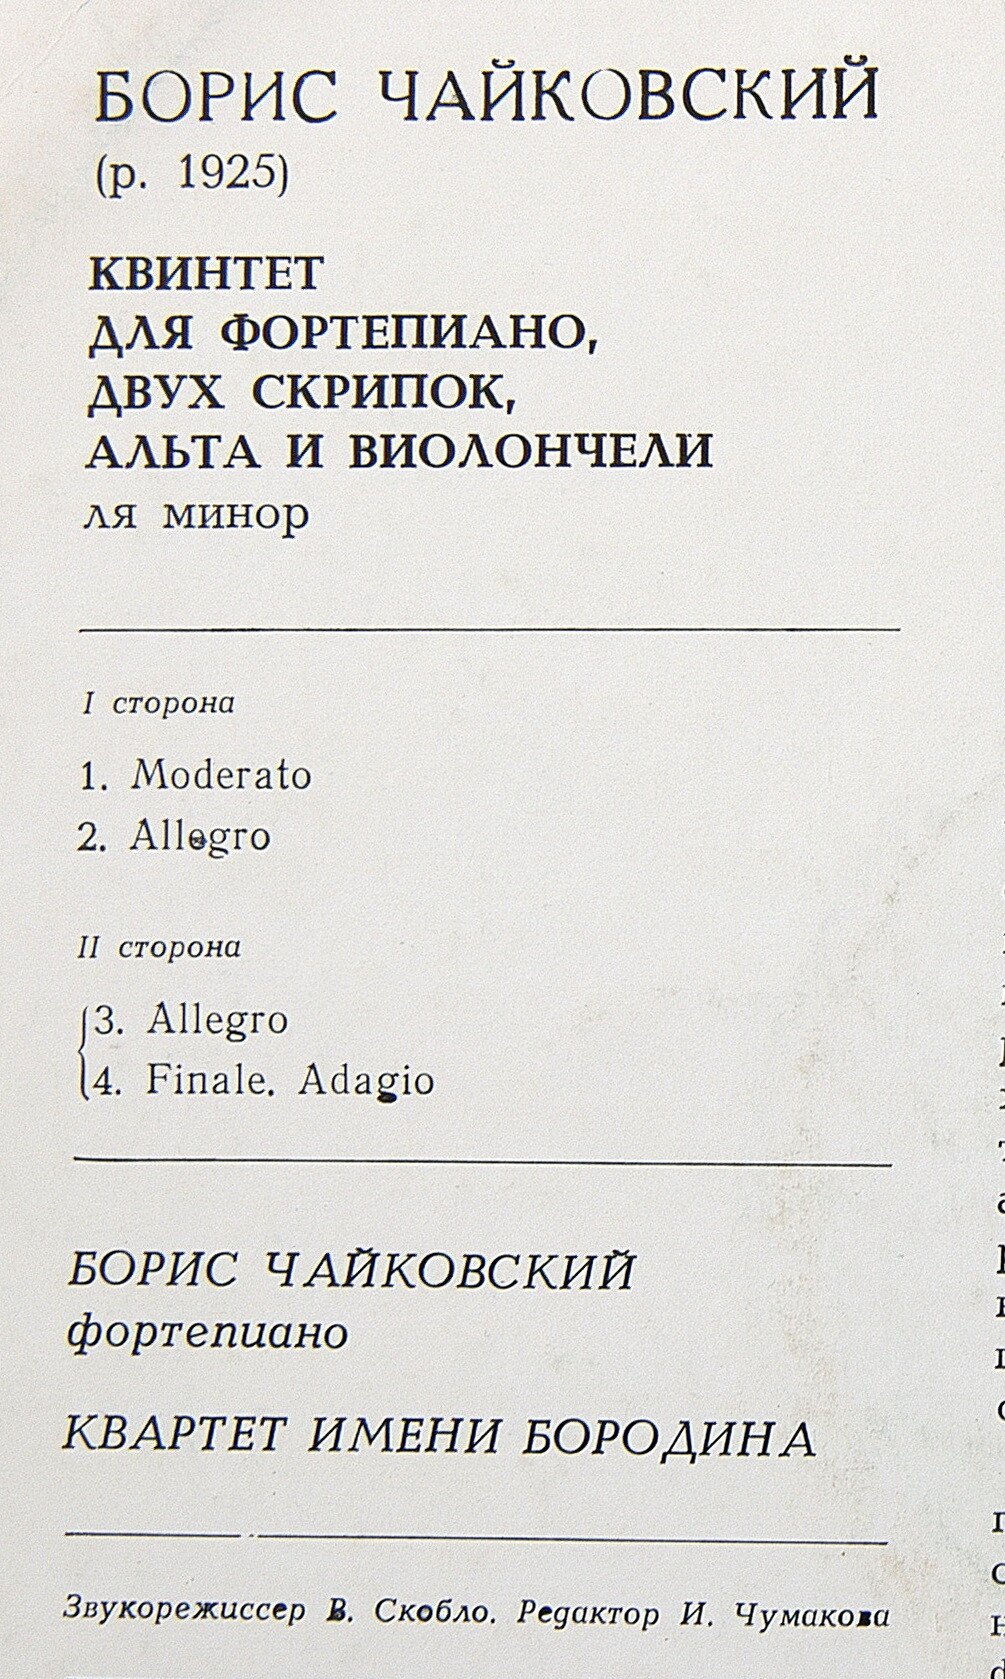 БОРИС ЧАЙКОВСКИЙ
(р. 1925)
КВИНТЕТ
ДЛЯ ФОРТЕПИАНО,
ДВУХ СКРИПОК,
АЛЬТА И ВИОЛОНЧЕЛИ
ля минор
I сторона
1. Moderato
2. Allegro
II сторона
3. Allegro
4. Finale. Adagio
БОРИС ЧАЙКОВСКИЙ
фортепиано
КВАРТЕТ ИМЕНИ БОРОДИНА
Звукорежиссер В. Скобло. Редактор И. Чумакова